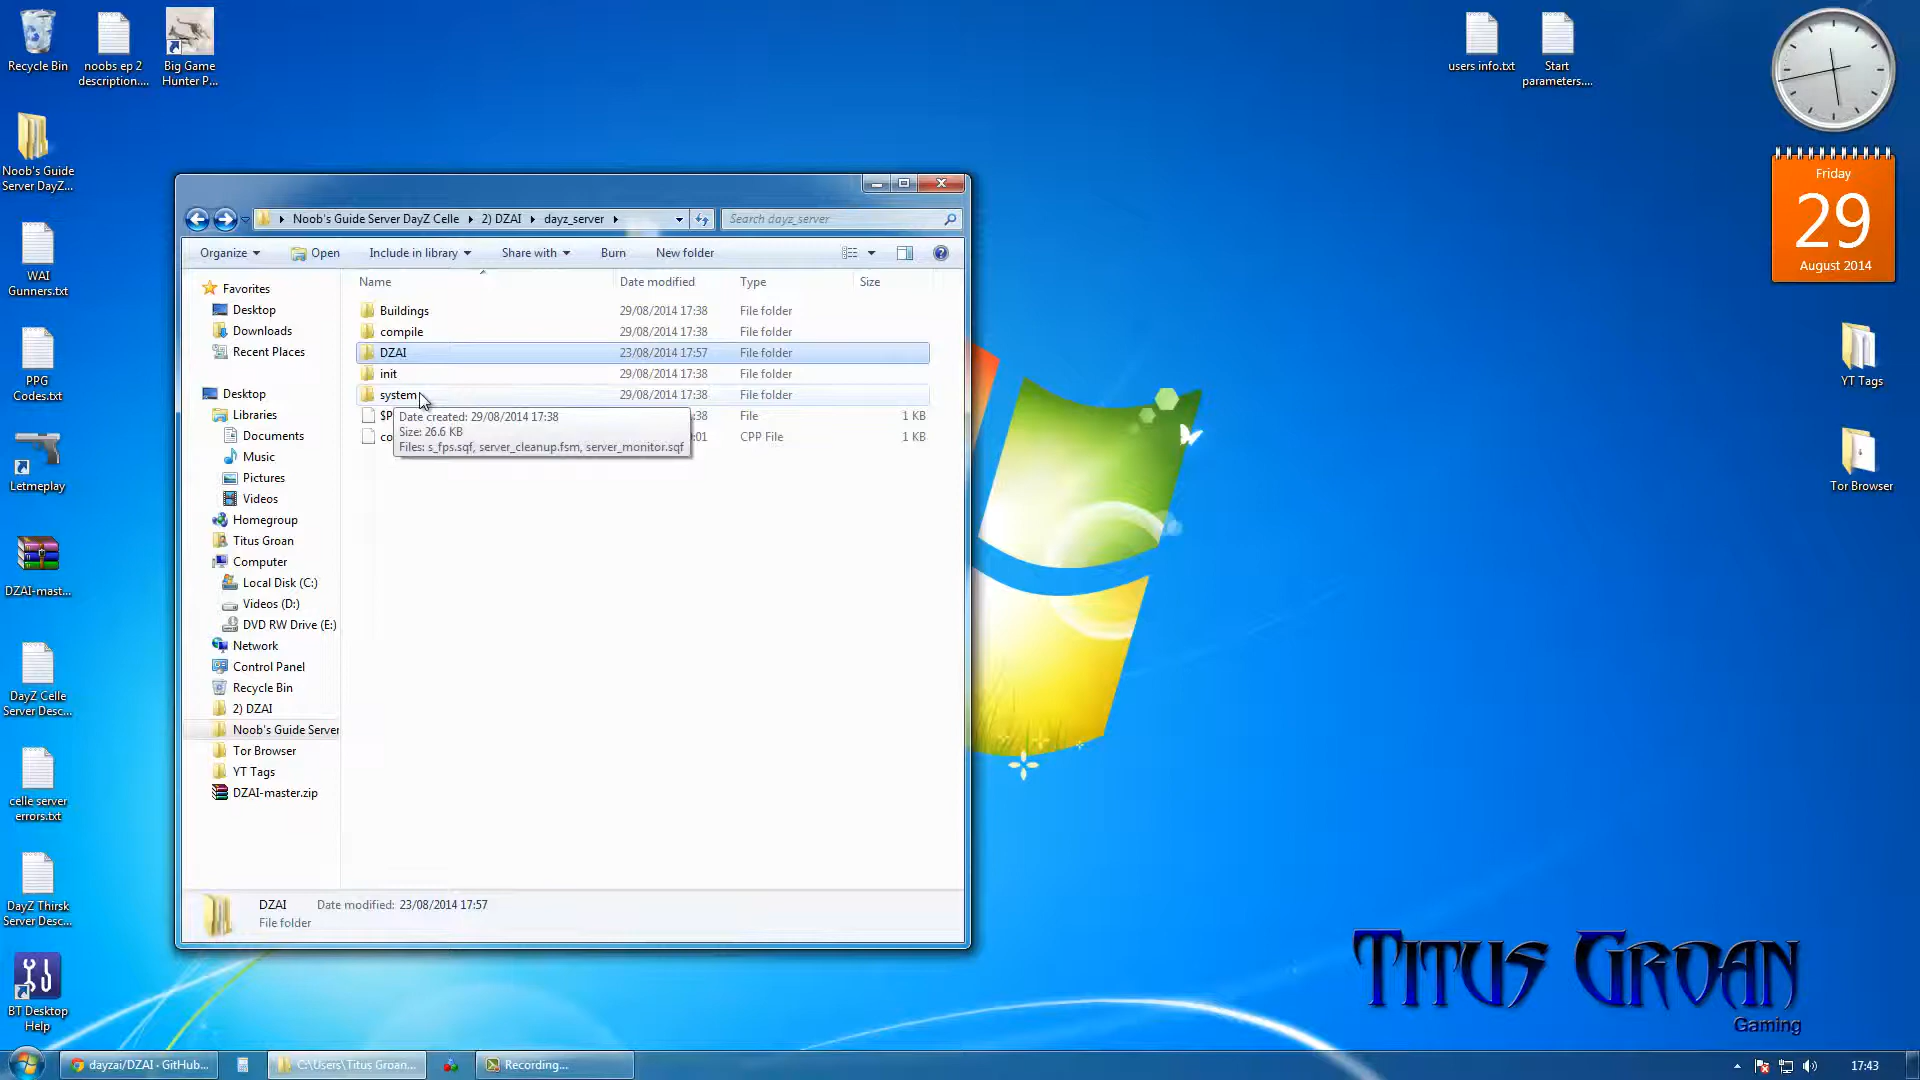 Recycle Bin
noobs ep 2
description....
Big Game
Hunter P...
users info.txt
Start
parameters....
Noob's Guide
Server DayZ...
WAI
Gunners.txt
PPG
Codes.txt
Letmeplay
DZAI-mast...
DayZ Celle
Server Desc...
celle server
errors.txt
DayZ Thirsk
Server Desc...
BT Desktop
Help
Friday
29
August 2014
YT Tags
Tor Browser
Noob's Guide Server DayZ Celle
2) DZAI
dayz_server
Search dayz_server
Organize
Open
Include in library
Share with
Burn
New folder
Name
Date modified
Type
Size
Buildings 29/08/2014 17:38 File folder
compile 29/08/2014 17:38 File folder
DZAI 23/08/2014 17:57 File folder
init 29/08/2014 17:38 File folder
system 29/08/2014 17:38 File folder
$P :38 File 1 KB
co :01 CPP File 1 KB
Date created: 29/08/2014 17:38
Size: 26.6 KB
Files: s_fps.sqf, server_cleanup.fsm, server_monitor.sqf
Favorites
Desktop
Downloads
Recent Places
Desktop
Libraries
Documents
Music
Pictures
Videos
Homegroup
Titus Groan
Computer
Local Disk (C:)
Videos (D:)
DVD RW Drive (E:)
Network
Control Panel
Recycle Bin
2) DZAI
Noob's Guide Server
Tor Browser
YT Tags
DZAI-master.zip
DZAI Date modified: 23/08/2014 17:57
File folder
Titus Groan
Gaming
dayzai/DZAI - GitHub...
C:\Users\Titus Groan...
Recording...
17:43